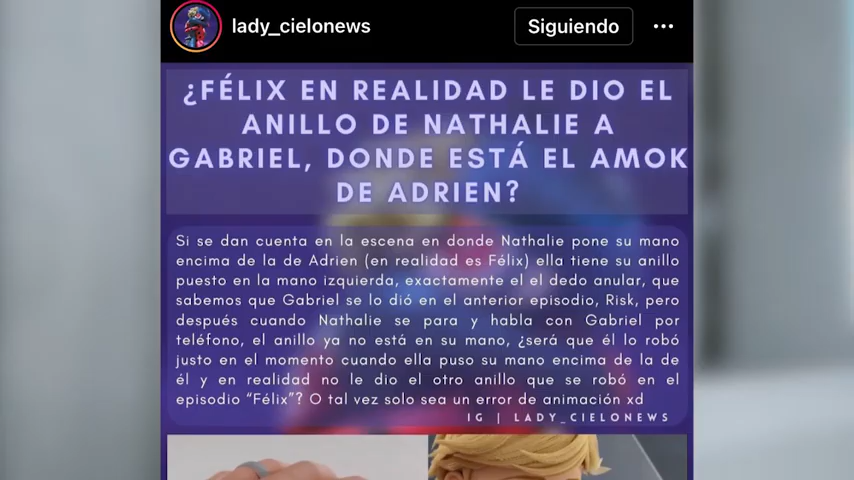 lady_cielonews
Siguiendo
¿FÉLIX EN REALIDAD LE DIO EL
ANILLO DE NATHALIE A
GABRIEL, DONDE ESTÁ EL AMOK
DE ADRIEN?
Si se dan cuenta en la escena en donde Nathalie pone su mano
encima de la de Adrien (en realidad es Félix) ella tiene su anillo
puesto en la mano izquierda, exactamente el el dedo anular, que
sabemos que Gabriel se lo dió en el anterior episodio, Risk, pero
después cuando Nathalie se para y habla con Gabriel por
teléfono, el anillo ya no está en su mano, ¿será que él lo robó
justo en el momento cuando ella puso su mano encima de la de
él y en realidad no le dio el otro anillo que se robó en el
episodio “Félix”? O tal vez solo sea un error de animación xd
IG | LADY_CIELONEWS